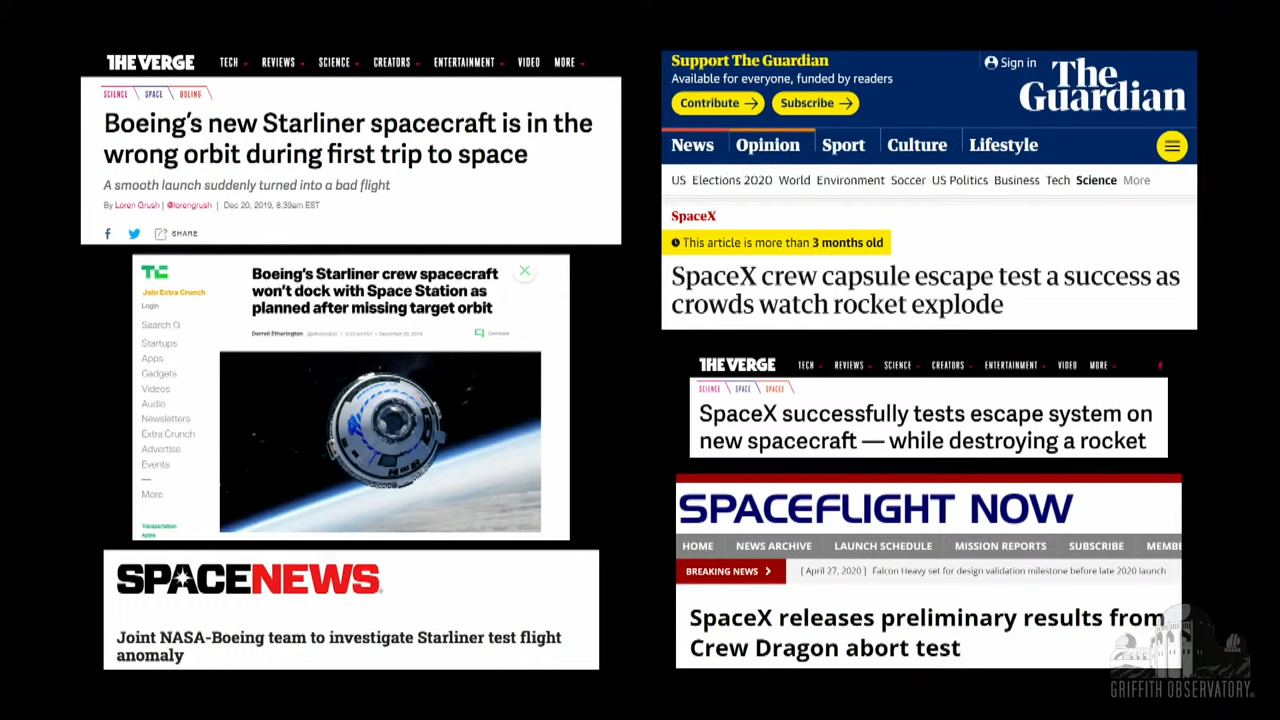 THE VERGE TECH REVIEWS SCIENCE CREATORS ENTERTAINMENT VIDEO MORE
SCIENCE SPACE BOEING
Boeing's new Starliner spacecraft is in the
wrong orbit during first trip to space
A smooth launch suddenly turned into a bad flight
By Loren Grush | @lorengrush | Dec 20, 2019, 8:39am EST
SHARE
TC
Join Extra Crunch
Login
Search
Startups
Apps
Gadgets
Videos
Audio
Newsletters
Extra Crunch
Advertise
Events
—
More
Transportation
Apple
Boeing's Starliner crew spacecraft
won't dock with Space Station as
planned after missing target orbit
Darrell Etherington
Comment
SPACENEWS
Joint NASA-Boeing team to investigate Starliner test flight
anomaly
Support The Guardian
Available for everyone, funded by readers
Contribute → Subscribe →
Sign in
The
Guardian
News Opinion Sport Culture Lifestyle
US Elections 2020 World Environment Soccer US Politics Business Tech Science More
SpaceX
This article is more than 3 months old
SpaceX crew capsule escape test a success as
crowds watch rocket explode
THE VERGE TECH REVIEWS SCIENCE CREATORS ENTERTAINMENT VIDEO MORE
SCIENCE SPACE SPACEX
SpaceX successfully tests escape system on
new spacecraft — while destroying a rocket
SPACEFLIGHT NOW
HOME NEWS ARCHIVE LAUNCH SCHEDULE MISSION REPORTS SUBSCRIBE MEMBE
BREAKING NEWS [ April 27, 2020 ] Falcon Heavy set for design validation milestone before late 2020 launch
SpaceX releases preliminary results from
Crew Dragon abort test
GRIFFITH OBSERVATORY